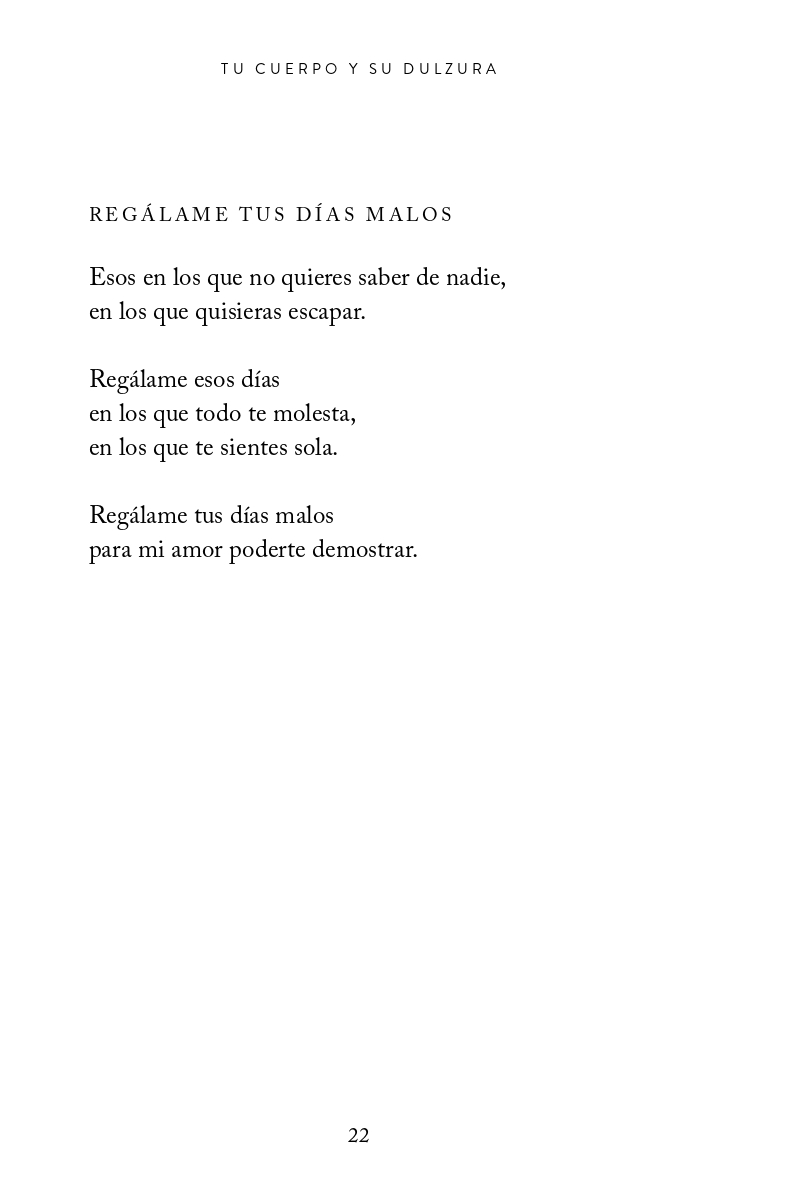 TU CUERPO Y SU DULZURA
REGÁLAME TUS DÍAS MALOS
Esos en los que no quieres saber de nadie,
en los que quisieras escapar.
Regálame esos días
en los que todo te molesta,
en los que te sientes sola.
Regálame tus días malos
para mi amor poderte demostrar.
22